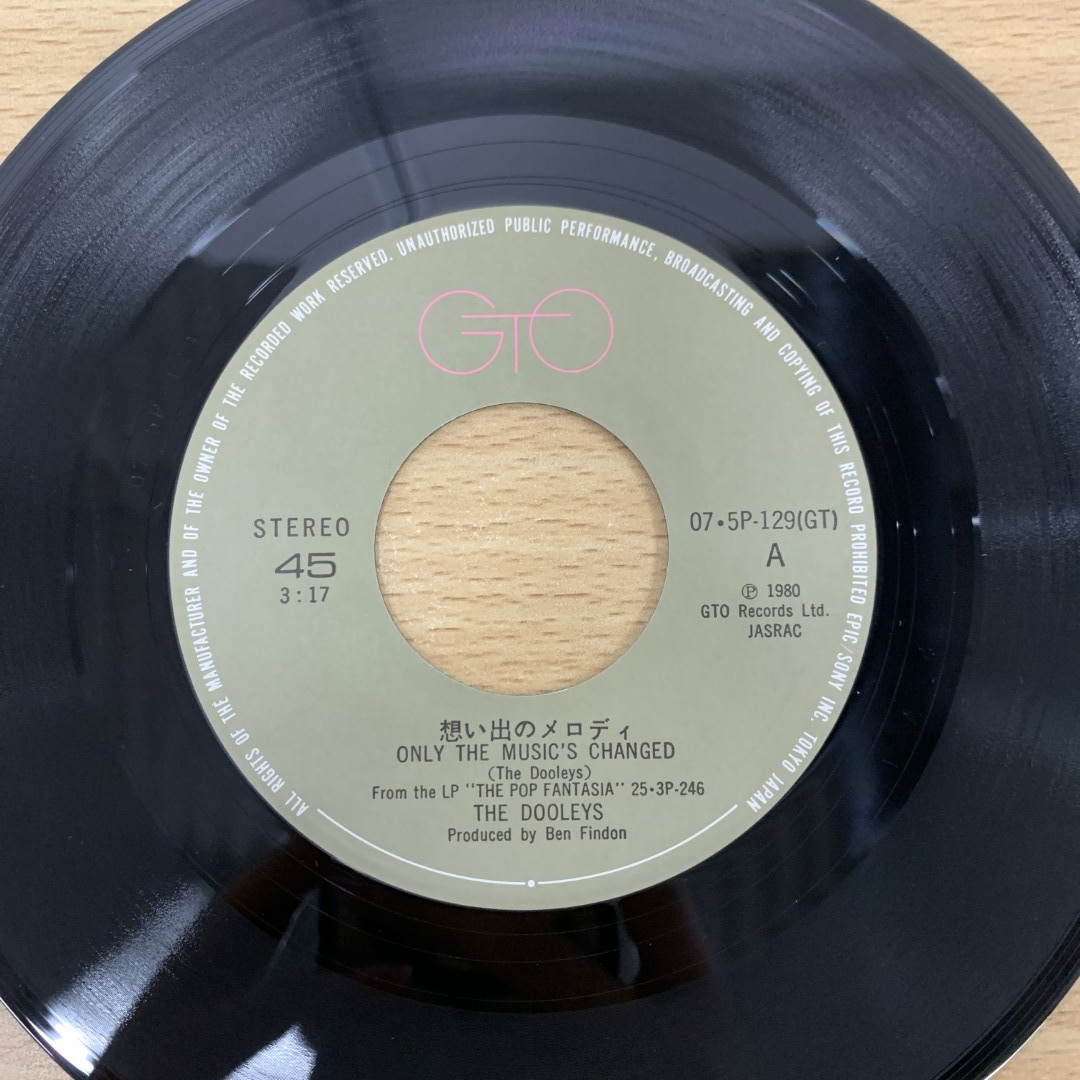 ALL RIGHTS OF THE MANUFACTURER AND OF THE OWNER OF THE RECORDED WORK RESERVED. UNAUTHORIZED PUBLIC PERFORMANCE, BROADCASTING AND COPYING OF THIS RECORD PROHIBITED EPIC/SONY INC. TOKYO JAPAN
GTO
STEREO
45
3:17
07・5P-129(GT)
A
Ⓟ 1980
GTO Records Ltd.
JASRAC
想い出のメロディ
ONLY THE MUSIC'S CHANGED
(The Dooleys)
From the LP "THE POP FANTASIA" 25・3P-246
THE DOOLEYS
Produced by Ben Findon